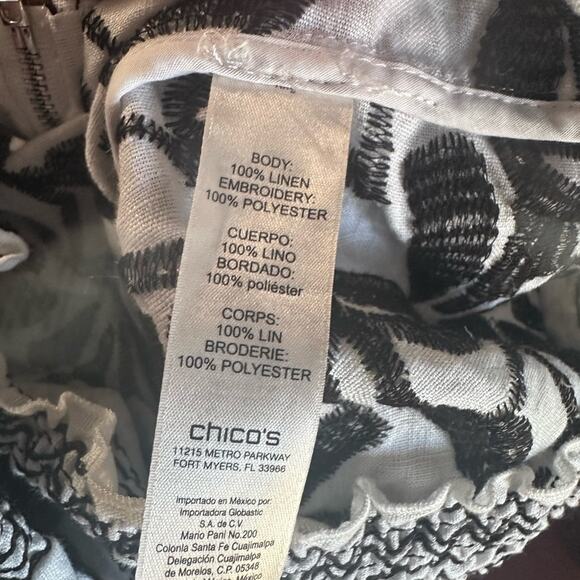 BODY:
100% LINEN
EMBROIDERY:
100% POLYESTER
CUERPO:
100% LINO
BORDADO:
100% poliéster
CORPS:
100% LIN
BRODERIE:
100% POLYESTER
chico's
11215 METRO PARKWAY
FORT MYERS, FL 33966
Importado en México por:
Importadora Globastic
S.A. de C.V
Mario Pani No.200
Colonia Santa Fe Cuajimalpa
Delegación Cuajimalpa
de Morelos, C.P. 05348
México